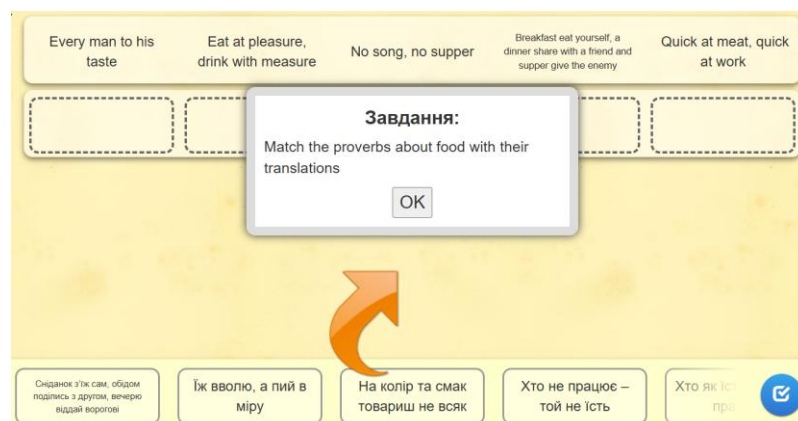 Every man to his
taste
Eat at pleasure,
drink with measure
No song, no supper
Breakfast eat yourself, a
dinner share with a friend and
supper give the enemy
Quick at meat, quick
at work
Завдання:
Match the proverbs about food with their
translations
OK
Сніданок з'їж сам, обідом
поділись з другом, вечерю
віддай ворогові
Їж вволю, а пий в
міру
На колір та смак
товариш не всяк
Хто не працює –
той не їсть
Хто як